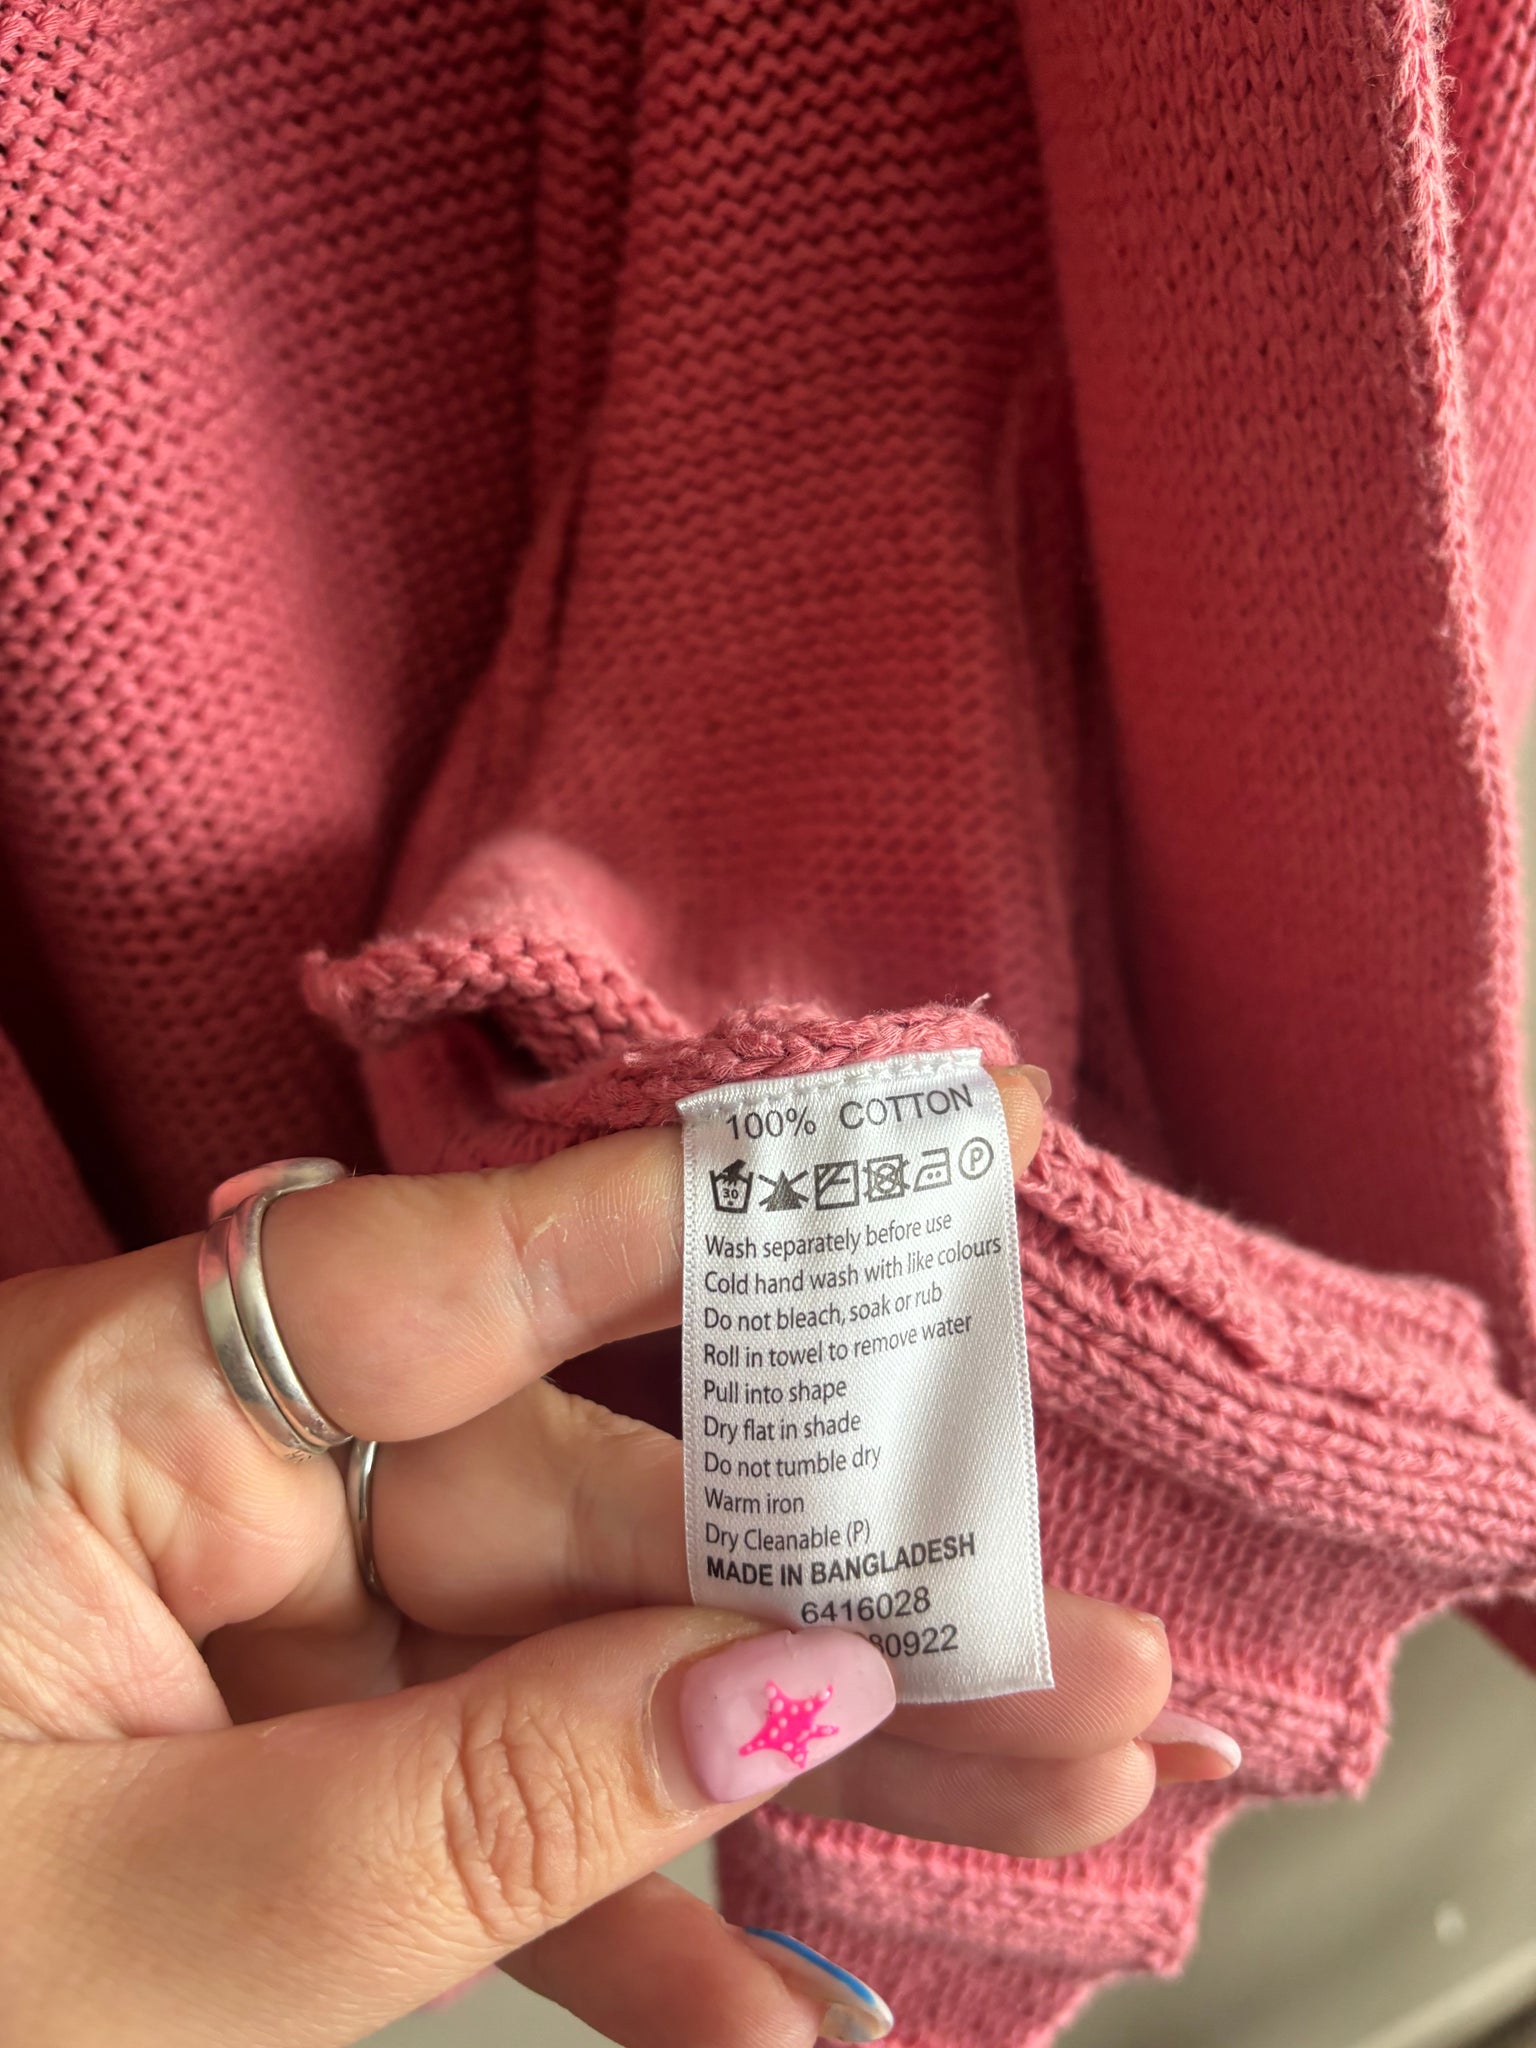 100% COTTON
30
P
Wash separately before use
Cold hand wash with like colours
Do not bleach, soak or rub
Roll in towel to remove water
Pull into shape
Dry flat in shade
Do not tumble dry
Warm iron
Dry Cleanable (P)
MADE IN BANGLADESH
6416028